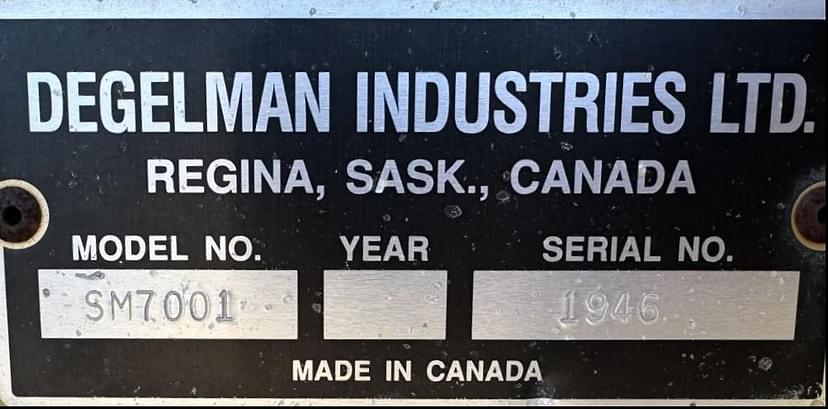 DEGELMAN INDUSTRIES LTD.
REGINA, SASK., CANADA
MODEL NO. YEAR SERIAL NO.
SM7001 1946
MADE IN CANADA